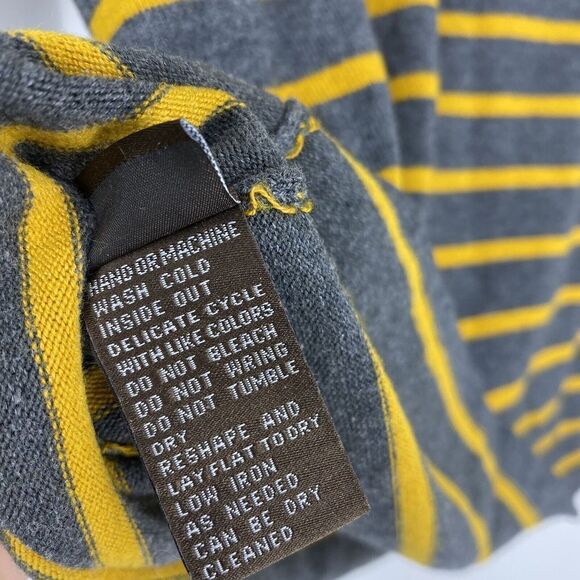 HAND OR MACHINE
WASH COLD
INSIDE OUT
DELICATE CYCLE
WITH LIKE COLORS
DO NOT BLEACH
DO NOT WRING
DO NOT TUMBLE
DRY
RESHAPE AND
LAY FLAT TO DRY
LOW IRON
AS NEEDED
CAN BE DRY
CLEANED